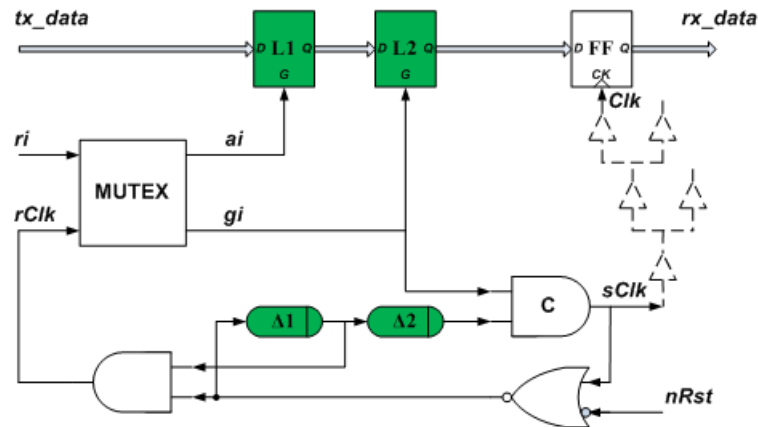 tx_data
rx_data
D L1 Q
G
D L2 Q
G
D FF Q
CK
Clk
ri
ai
MUTEX
rClk
gi
sClk
Δ1
Δ2
C
nRst